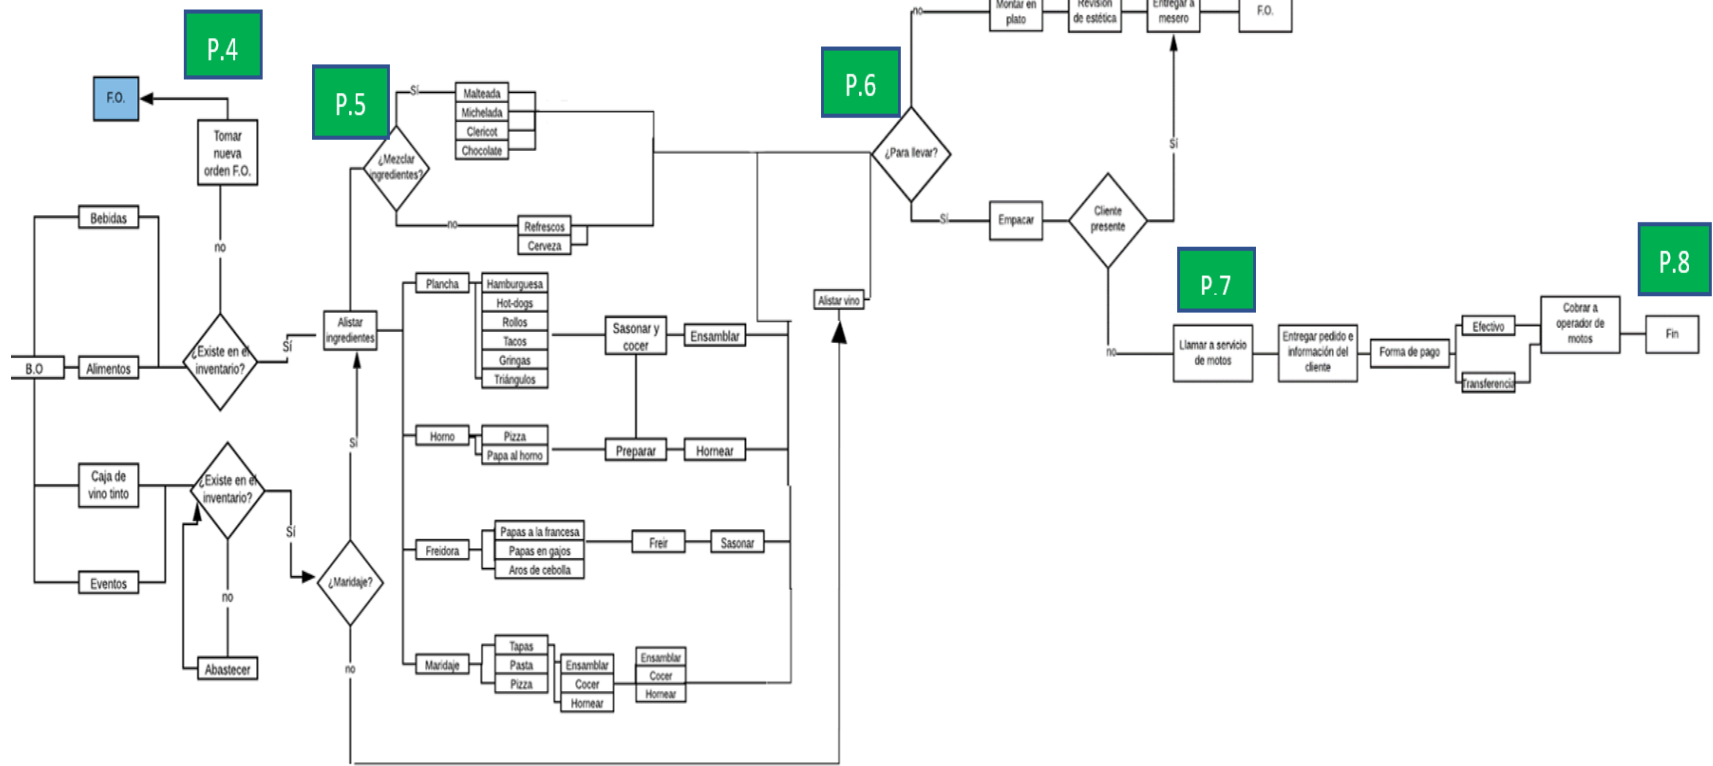 P.4
F.O.
Tomar
nueva
orden F.O.
Bebidas
no
¿Existe en el
inventario?
Sí
B.O
Alimentos
Caja de
vino tinto
¿Existe en el
inventario?
Sí
Eventos
no
Abastecer
P.5
¿Mezclar
ingredientes?
Sí
Malteada
Michelada
Clericot
Chocolate
no
Refrescos
Cerveza
Alistar
ingredientes
Sí
¿Maridaje?
no
Plancha
Hamburguesa
Hot-dogs
Rollos
Tacos
Gringas
Triángulos
Sasonar y
cocer
Ensamblar
Horno
Pizza
Papa al horno
Preparar
Hornear
Freidora
Papas a la francesa
Papas en gajos
Aros de cebolla
Freir
Sasonar
Maridaje
Tapas
Pasta
Pizza
Ensamblar
Cocer
Hornear
Ensamblar
Cocer
Hornear
Alistar vino
P.6
¿Para llevar?
no
Montar en
plato
Revisión
de estética
Entregar a
mesero
F.O.
Sí
Empacar
Cliente
presente
Sí
no
P.7
Llamar a servicio
de motos
Entregar pedido e
información del
cliente
Forma de pago
Efectivo
Transferencia
Cobrar a
operador de
motos
P.8
Fin